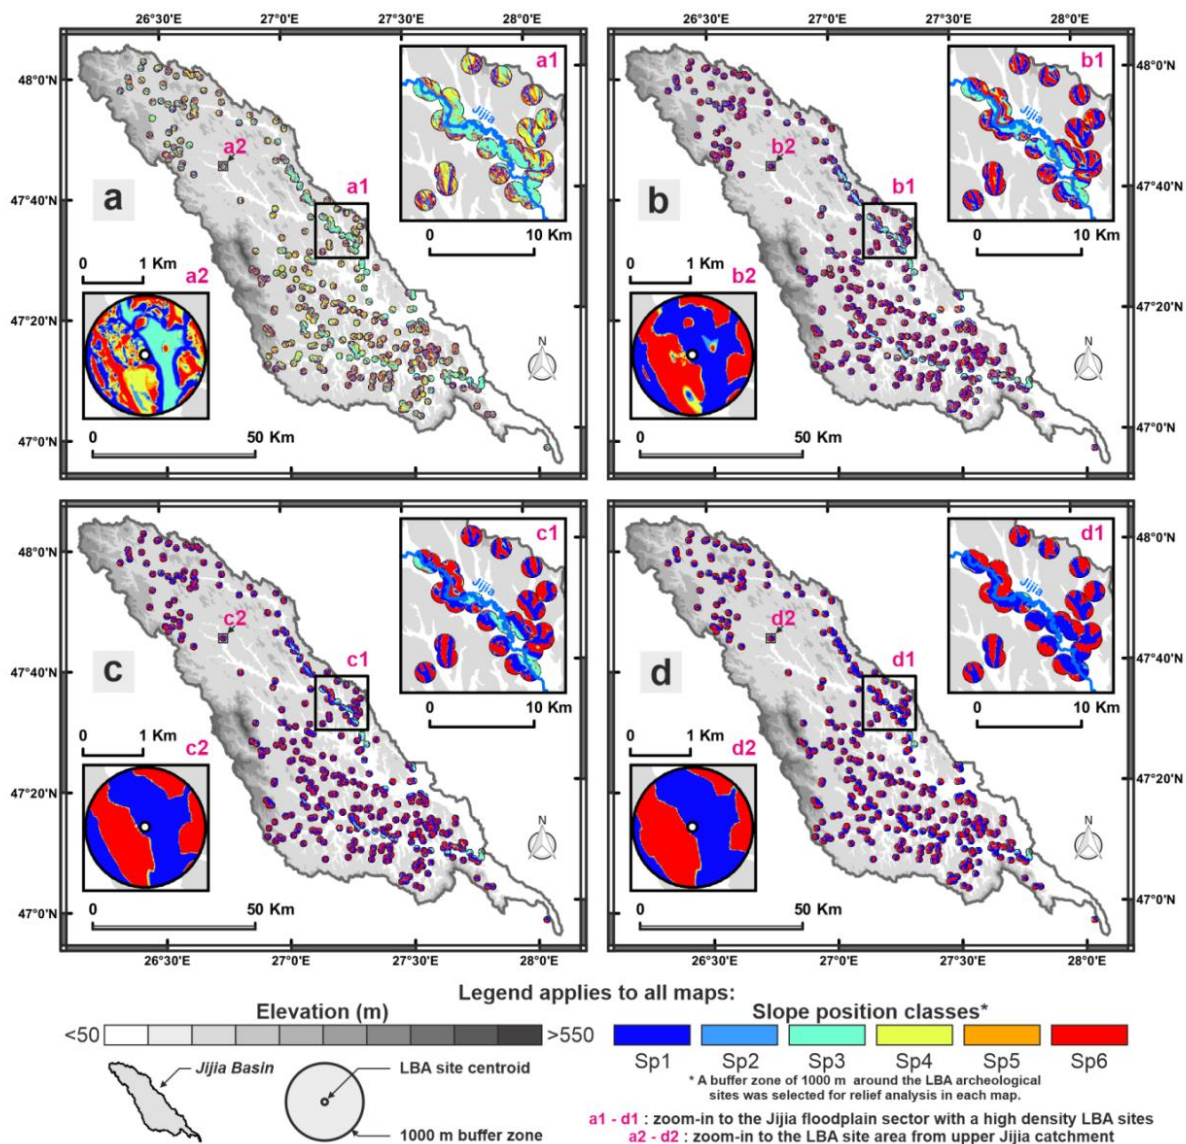 26°30'E 27°0'E 27°30'E 28°0'E
26°30'E 27°0'E 27°30'E 28°0'E
48°0'N
47°40'N
47°20'N
47°0'N
a
a1
Jijia
a2
a1
0 10 Km
0 1 Km
a2
N
0 50 Km
b
b1
Jijia
b2
b1
0 10 Km
0 1 Km
b2
N
0 50 Km
48°0'N
47°40'N
47°20'N
47°0'N
48°0'N
47°40'N
47°20'N
47°0'N
c
c1
Jijia
c2
c1
0 10 Km
0 1 Km
c2
N
0 50 Km
d
d1
Jijia
d2
d1
0 10 Km
0 1 Km
d2
N
0 50 Km
48°0'N
47°40'N
47°20'N
47°0'N
26°30'E 27°0'E 27°30'E 28°0'E
26°30'E 27°0'E 27°30'E 28°0'E
Legend applies to all maps:
Elevation (m)
<50 >550
Slope position classes*
Sp1 Sp2 Sp3 Sp4 Sp5 Sp6
Jijia Basin
LBA site centroid
1000 m buffer zone
* A buffer zone of 1000 m around the LBA archeological
sites was selected for relief analysis in each map.
a1 - d1 : zoom-in to the Jijia floodplain sector with a high density LBA sites
a2 - d2 : zoom-in to the LBA site area from upper Jijia catchment